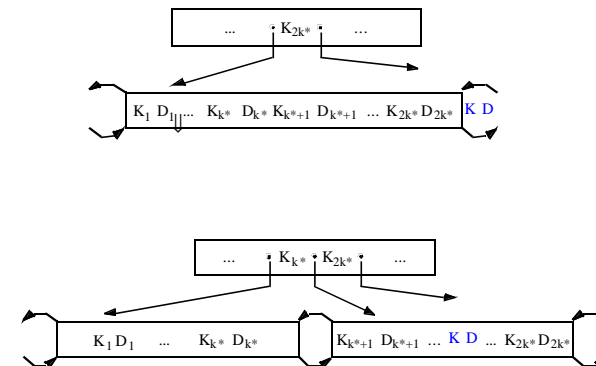 ... K₂ₖ* ...
K₁ D₁ ... Kₖ* Dₖ* Kₖ*₊₁ Dₖ*₊₁ ... K₂ₖ* D₂ₖ* K D
⇓
... Kₖ* K₂ₖ* ...
K₁ D₁ ... Kₖ* Dₖ* Kₖ*₊₁ Dₖ*₊₁ ... K D ... K₂ₖ* D₂ₖ*